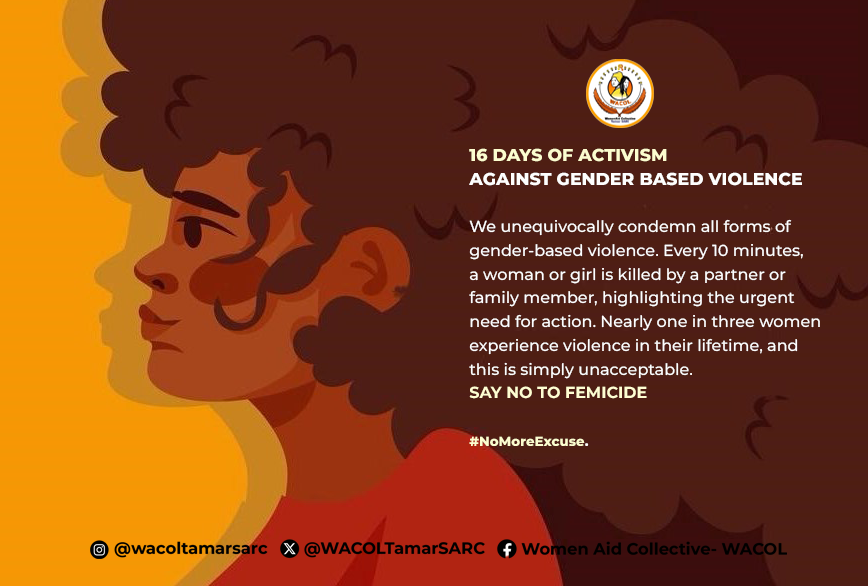 WACOL
16 DAYS OF ACTIVISM
AGAINST GENDER BASED VIOLENCE
We unequivocally condemn all forms of
gender-based violence. Every 10 minutes,
a woman or girl is killed by a partner or
family member, highlighting the urgent
need for action. Nearly one in three women
experience violence in their lifetime, and
this is simply unacceptable.
SAY NO TO FEMICIDE
#NoMoreExcuse.
@wacoltamarsarc @WACOLTamarSARC Women Aid Collective- WACOL